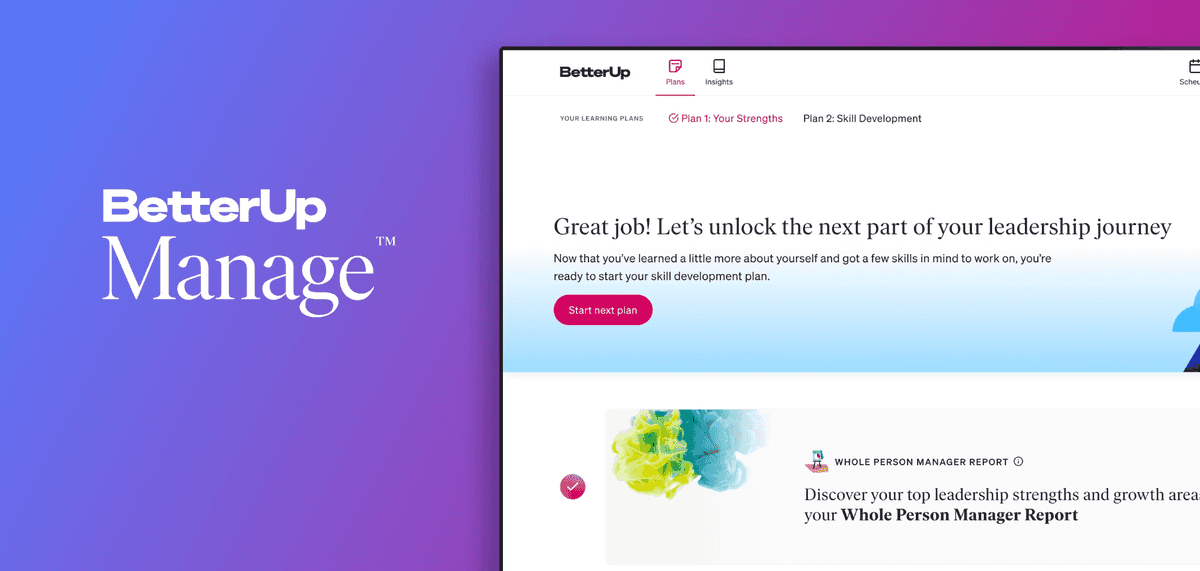 BetterUp
Manage™
BetterUp
Plans
Insights
YOUR LEARNING PLANS
Plan 1: Your Strengths
Plan 2: Skill Development
Great job! Let’s unlock the next part of your leadership journey
Now that you’ve learned a little more about yourself and got a few skills in mind to work on, you’re
ready to start your skill development plan.
Start next plan
WHOLE PERSON MANAGER REPORT
Discover your top leadership strengths and growth areas
your Whole Person Manager Report